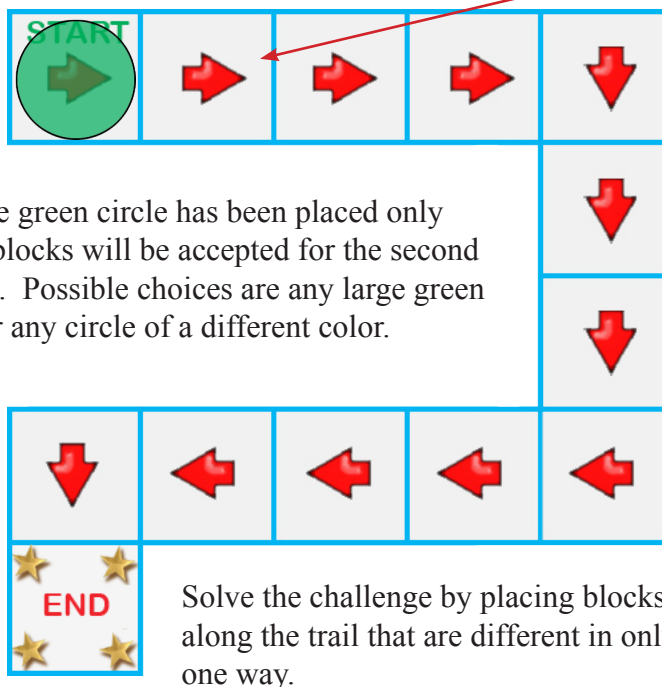 START
e green circle has been placed only
blocks will be accepted for the second
. Possible choices are any large green
r any circle of a different color.
END
Solve the challenge by placing blocks
along the trail that are different in onl
one way.